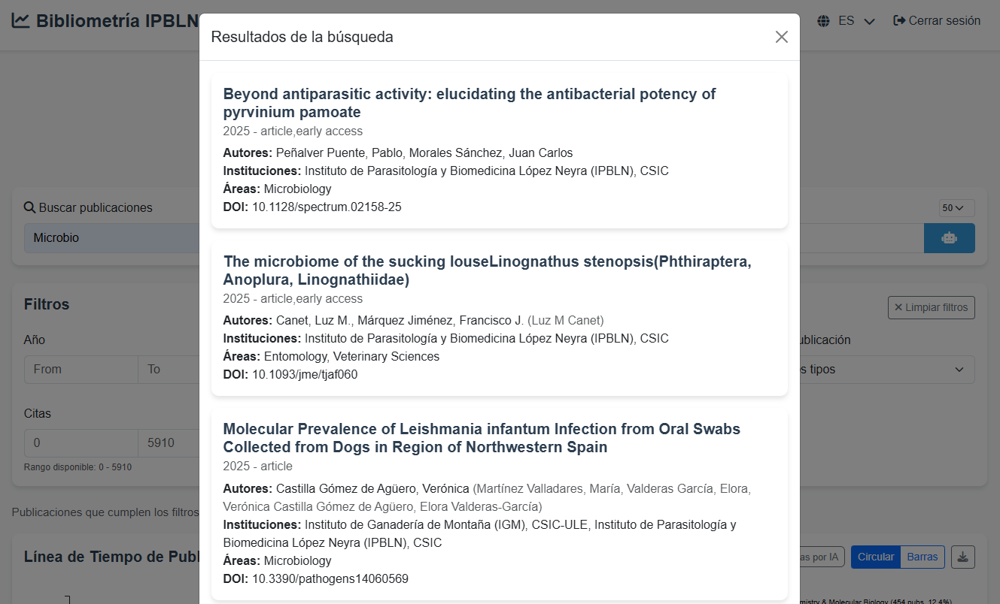 Bibliometría IPBLN
ES
Cerrar sesión
Resultados de la búsqueda
Beyond antiparasitic activity: elucidating the antibacterial potency of
pyrvinium pamoate
2025 - article,early access
Autores: Peñalver Puente, Pablo, Morales Sánchez, Juan Carlos
Instituciones: Instituto de Parasitología y Biomedicina López Neyra (IPBLN), CSIC
Áreas: Microbiology
DOI: 10.1128/spectrum.02158-25
The microbiome of the sucking louseLinognathus stenopsis(Phthiraptera,
Anoplura, Linognathiidae)
2025 - article,early access
Autores: Canet, Luz M., Márquez Jiménez, Francisco J. (Luz M Canet)
Instituciones: Instituto de Parasitología y Biomedicina López Neyra (IPBLN), CSIC
Áreas: Entomology, Veterinary Sciences
DOI: 10.1093/jme/tjaf060
Molecular Prevalence of Leishmania infantum Infection from Oral Swabs
Collected from Dogs in Region of Northwestern Spain
2025 - article
Autores: Castilla Gómez de Agüero, Verónica (Martínez Valladares, María, Valderas García, Elora,
Verónica Castilla Gómez de Agüero, Elora Valderas-García)
Instituciones: Instituto de Ganadería de Montaña (IGM), CSIC-ULE, Instituto de Parasitología y
Biomedicina López Neyra (IPBLN), CSIC
Áreas: Microbiology
DOI: 10.3390/pathogens14060569
Buscar publicaciones
50
Microbio
Filtros
Limpiar filtros
Año
ublicación
From
To
s tipos
Citas
0
5910
Rango disponible: 0 - 5910
Publicaciones que cumplen los filtros
Línea de Tiempo de Publ
as por IA
Circular
Barras
mistry & Molecular Biology (454 pubs, 12.4%)